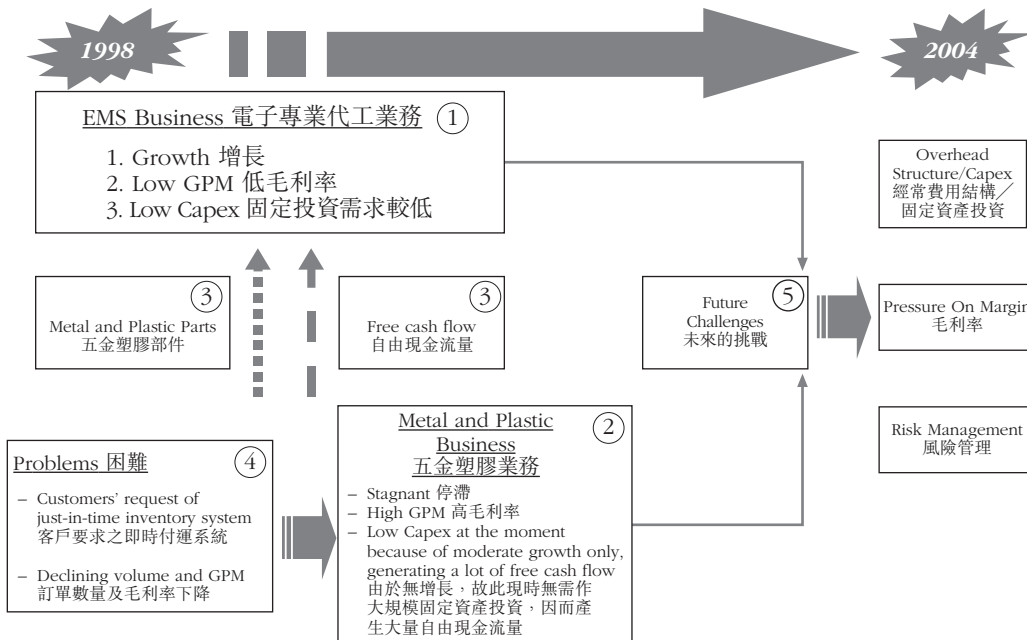 1998
2004
EMS Business 電子專業代工業務 ①
1. Growth 增長
2. Low GPM 低毛利率
3. Low Capex 固定投資需求較低
Overhead
Structure/Capex
經常費用結構／
固定資產投資
③
Metal and Plastic Parts
五金塑膠部件
③
Free cash flow
自由現金流量
⑤
Future
Challenges
未來的挑戰
Pressure On Margin
毛利率
Risk Management
風險管理
Problems 困難 ④
– Customers' request of
just-in-time inventory system
客戶要求之即時付運系統
– Declining volume and GPM
訂單數量及毛利率下降
Metal and Plastic ②
Business
五金塑膠業務
– Stagnant 停滯
– High GPM 高毛利率
– Low Capex at the moment
because of moderate growth only,
generating a lot of free cash flow
由於無增長，故此現時無需作
大規模固定資產投資，因而產
生大量自由現金流量